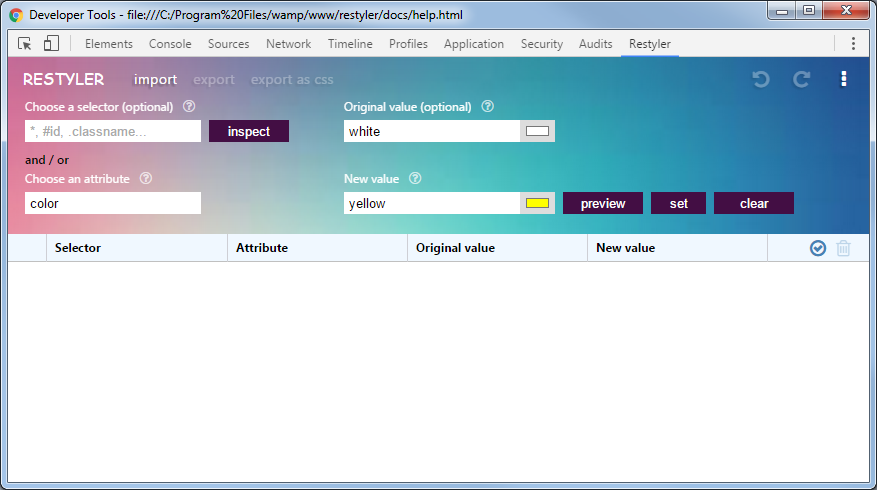 Developer Tools - file:///C:/Program%20Files/wamp/www/restyler/docs/help.html
Elements Console Sources Network Timeline Profiles Application Security Audits Restyler
RESTYLER import export export as css
Choose a selector (optional) ? Original value (optional) ?
*, #id, .classname... inspect white
and / or
Choose an attribute ? New value ?
color yellow preview set clear
Selector Attribute Original value New value